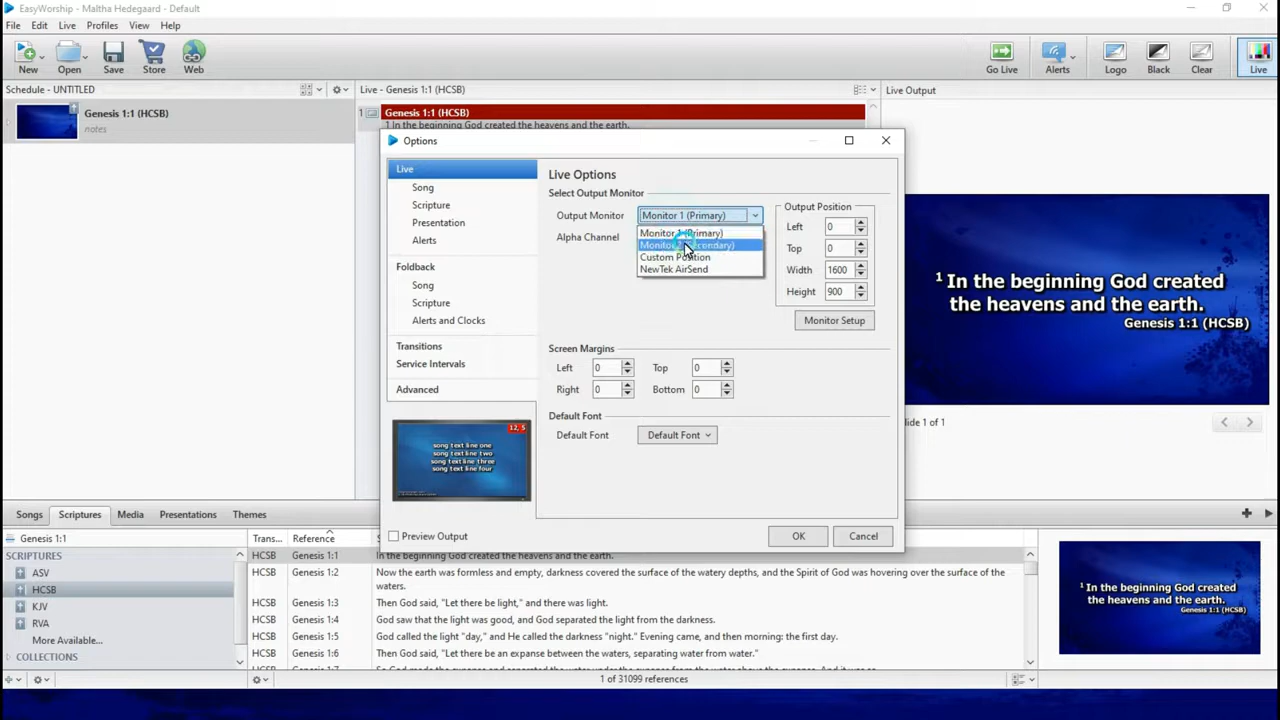 EasyWorship - Maltha Hedegaard - Default
File Edit Live Profiles View Help
New Open Save Store Web Go Live Alerts Logo Black Clear Live
Schedule - UNTITLED
Genesis 1:1 (HCSB)
notes
Live - Genesis 1:1 (HCSB)
1 Genesis 1:1 (HCSB)
1 In the beginning God created the heavens and the earth.
Live Output
1 In the beginning God created
the heavens and the earth.
Genesis 1:1 (HCSB)
lide 1 of 1
Options
Live
Song
Scripture
Presentation
Alerts
Foldback
Song
Scripture
Alerts and Clocks
Transitions
Service Intervals
Advanced
12, 5
song text line one
song text line two
song text line three
song text line four
Preview Output
Live Options
Select Output Monitor
Output Monitor Monitor 1 (Primary)
Alpha Channel
Monitor 1 (Primary)
Monitor
Custom Position
NewTek AirSend
Output Position
Left 0
Top 0
Width 1600
Height 900
Monitor Setup
Screen Margins
Left 0 Top 0
Right 0 Bottom 0
Default Font
Default Font Default Font
OK Cancel
Songs Scriptures Media Presentations Themes
Genesis 1:1
SCRIPTURES
ASV
HCSB
KJV
RVA
More Available...
COLLECTIONS
Trans... Reference
HCSB Genesis 1:1 In the beginning God created the heavens and the earth.
HCSB Genesis 1:2 Now the earth was formless and empty, darkness covered the surface of the watery depths, and the Spirit of God was hovering over the surface of the
waters.
HCSB Genesis 1:3 Then God said, "Let there be light," and there was light.
HCSB Genesis 1:4 God saw that the light was good, and God separated the light from the darkness.
HCSB Genesis 1:5 God called the light "day," and He called the darkness "night." Evening came, and then morning: the first day.
HCSB Genesis 1:6 Then God said, "Let there be an expanse between the waters, separating water from water."
HCSB Genesis 1:7
1 of 31099 references
1 In the beginning God created
the heavens and the earth.
Genesis 1:1 (HCSB)